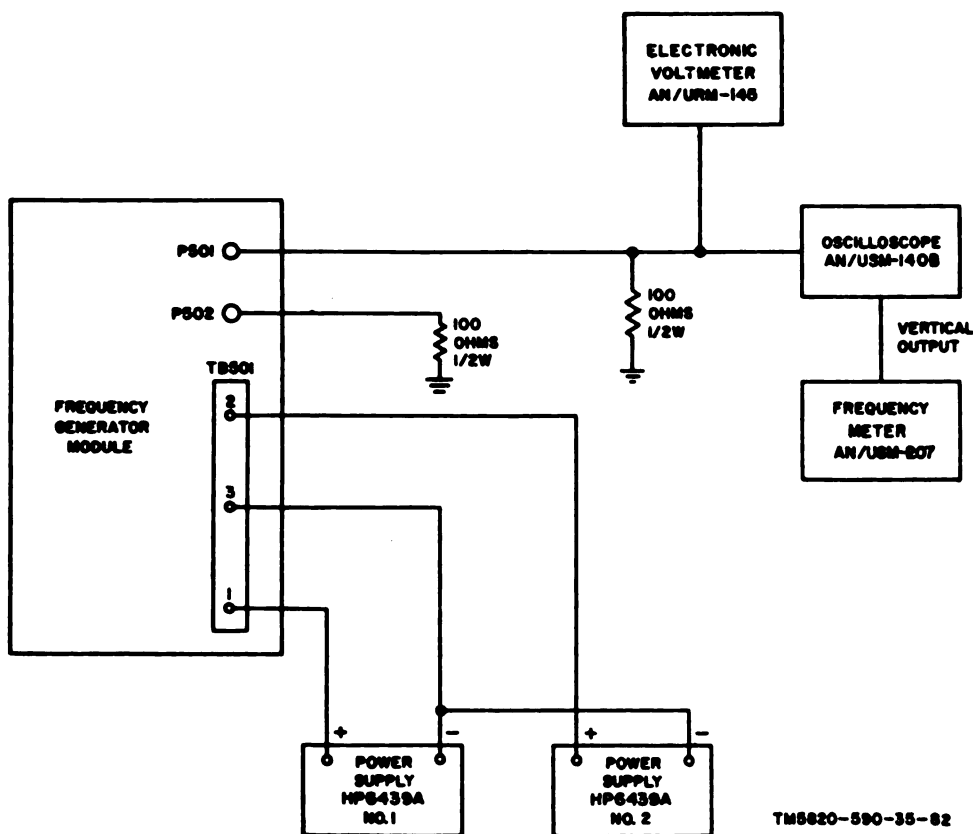 ELECTRONIC
VOLTMETER
AN/URM-145
P501
OSCILLOSCOPE
AN/USM-140B
P502
100
OHMS
1/2W
100
OHMS
1/2W
VERTICAL
OUTPUT
TB501
2
FREQUENCY
GENERATOR
MODULE
FREQUENCY
METER
AN/USM-207
3
1
+
-
+
-
POWER
SUPPLY
HP6439A
NO. 1
POWER
SUPPLY
HP6439A
NO. 2
TM5820-590-35-82